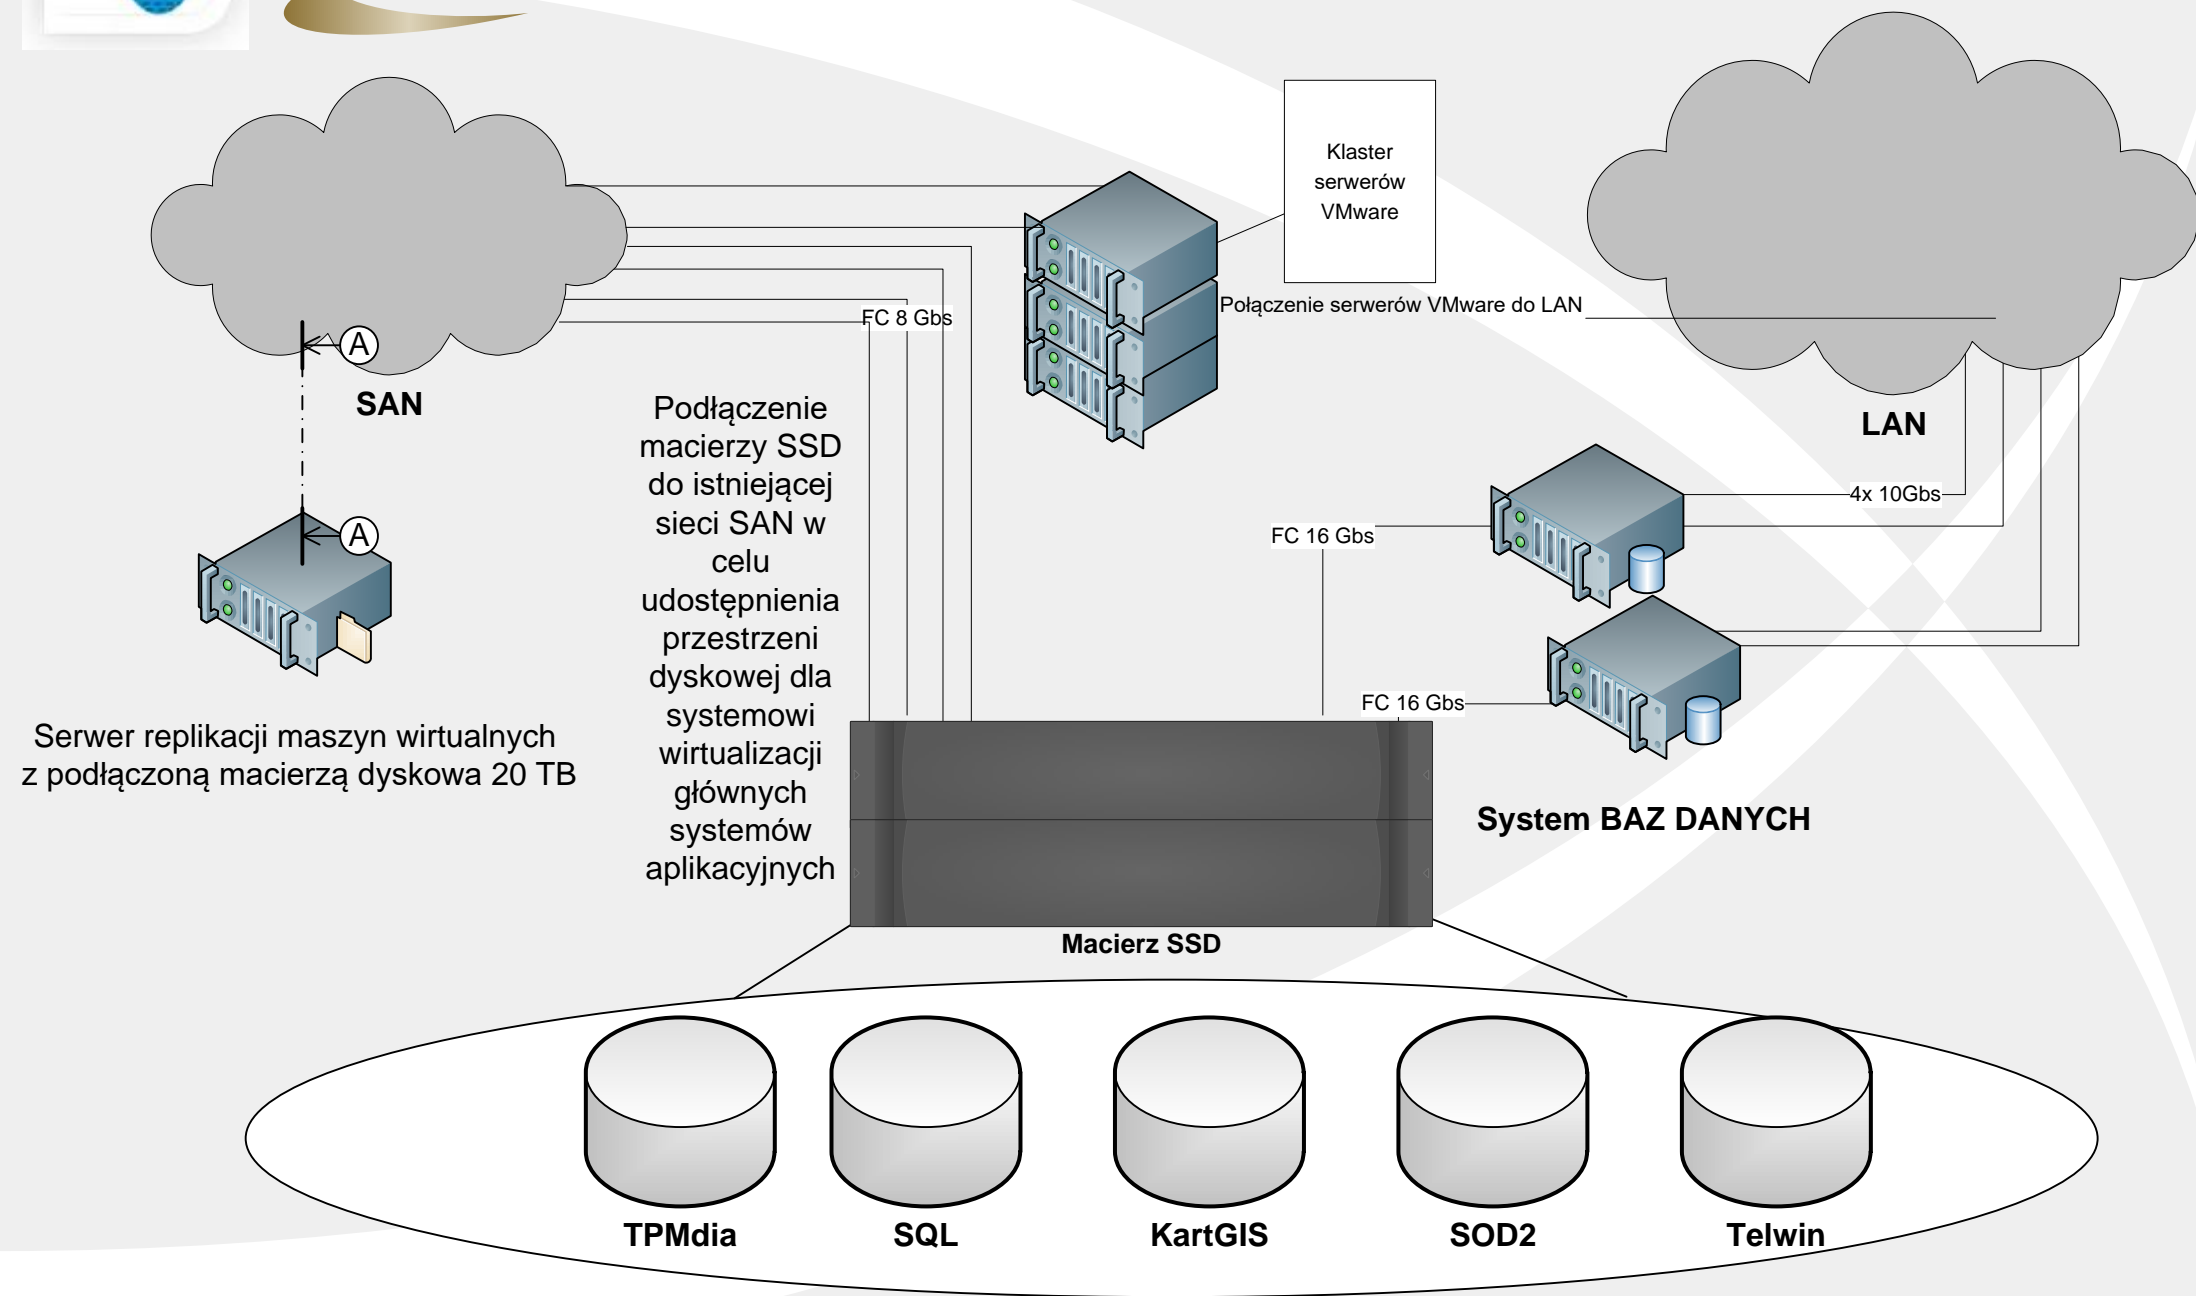 Klaster
serwerów
VMware
Połączenie serwerów VMware do LAN
FC 8 Gbs
A
SAN
LAN
Podłączenie
macierzy SSD
do istniejącej
sieci SAN w
celu
udostępnienia
przestrzeni
dyskowej dla
systemowi
wirtualizacji
głównych
systemów
aplikacyjnych
4x 10Gbs
FC 16 Gbs
A
FC 16 Gbs
Serwer replikacji maszyn wirtualnych
z podłączoną macierzą dyskowa 20 TB
System BAZ DANYCH
Macierz SSD
TPMdia
SQL
KartGIS
SOD2
Telwin